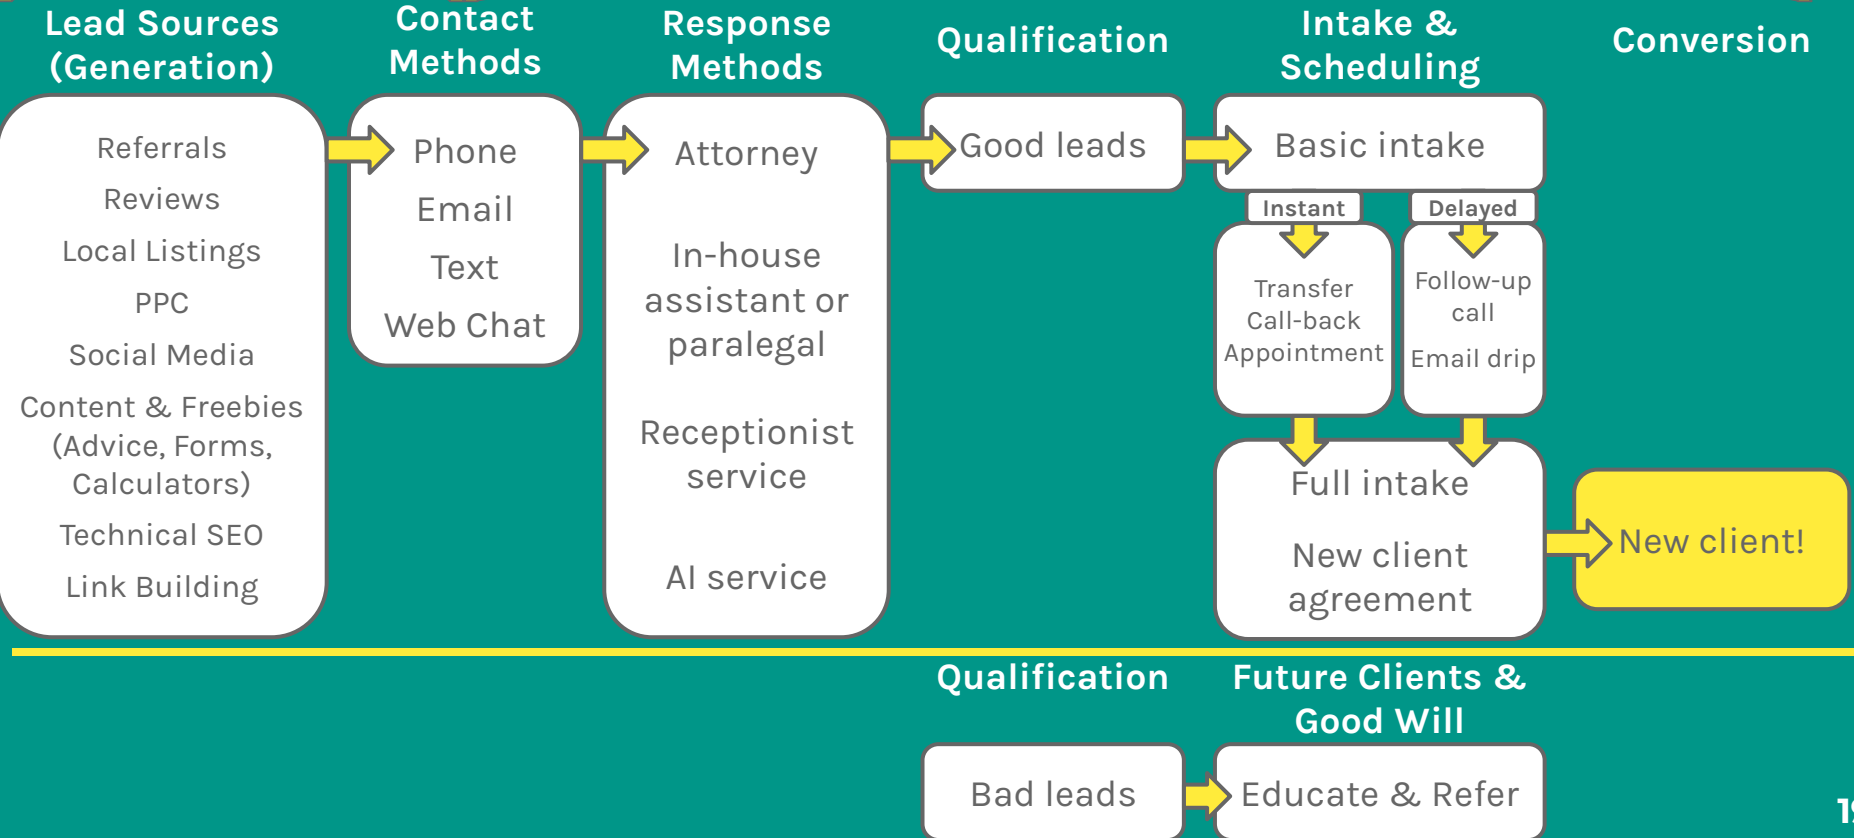 Lead Sources
(Generation)
Contact
Methods
Response
Methods
Qualification
Intake &
Scheduling
Conversion
Referrals
Reviews
Local Listings
PPC
Social Media
Content & Freebies
(Advice, Forms,
Calculators)
Technical SEO
Link Building
Phone
Email
Text
Web Chat
Attorney
In-house
assistant or
paralegal
Receptionist
service
AI service
Good leads
Basic intake
Instant
Delayed
Transfer
Call-back
Appointment
Follow-up
call
Email drip
Full intake
New client
agreement
New client!
Qualification
Future Clients &
Good Will
Bad leads
Educate & Refer